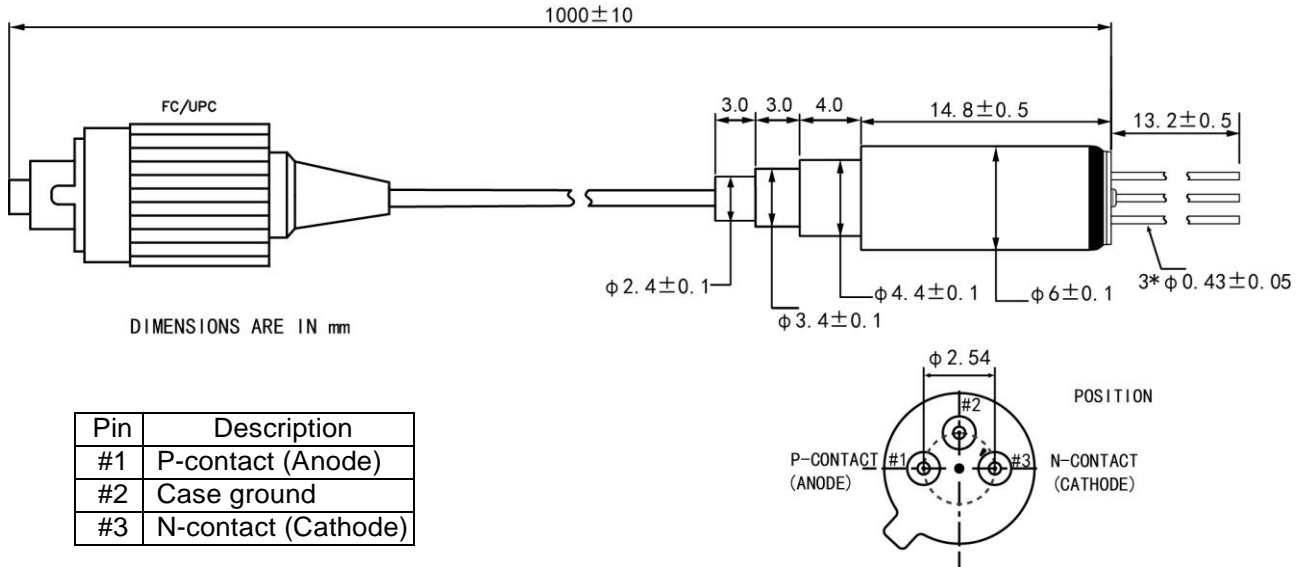 1000±10
FC/UPC
3.0
3.0
4.0
14.8±0.5
13.2±0.5
φ2.4±0.1
φ3.4±0.1
φ4.4±0.1
φ6±0.1
3*φ0.43±0.05
DIMENSIONS ARE IN mm
Pin Description
#1 P-contact (Anode)
#2 Case ground
#3 N-contact (Cathode)
φ2.54
POSITION
#2
P-CONTACT
(ANODE)
#1
#3
N-CONTACT
(CATHODE)